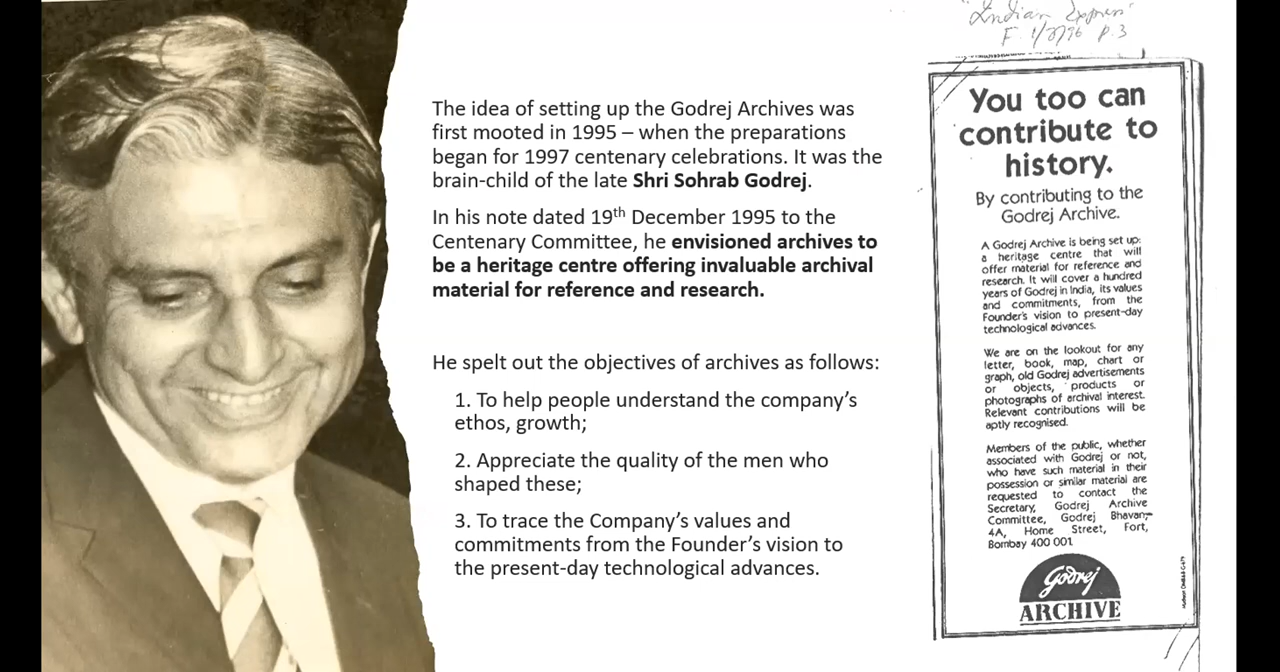 The idea of setting up the Godrej Archives was
first mooted in 1995 – when the preparations
began for 1997 centenary celebrations. It was the
brain-child of the late Shri Sohrab Godrej.
In his note dated 19th December 1995 to the
Centenary Committee, he envisioned archives to
be a heritage centre offering invaluable archival
material for reference and research.
He spelt out the objectives of archives as follows:
1. To help people understand the company’s
ethos, growth;
2. Appreciate the quality of the men who
shaped these;
3. To trace the Company’s values and
commitments from the Founder’s vision to
the present-day technological advances.
"Indian Express"
P.3
You too can
contribute to
history.
By contributing to the
Godrej Archive.
A Godrej Archive is being set up:
a heritage centre that will
offer material for reference and
research. It will cover a hundred
years of Godrej in India, its values
and commitments, from the
Founder's vision to present-day
technological advances.
We are on the lookout for any
letter, book, map, chart or
graph, old Godrej advertisements
or objects, products or
photographs of archival interest.
Relevant contributions will be
aptly recognised.
Members of the public, whether
associated with Godrej or not,
who have such material in their
possession or similar material are
requested to contact the
Secretary, Godrej Archive
Committee, Godrej Bhavan,
4A, Home Street, Fort,
Bombay 400 001.
Godrej
ARCHIVE